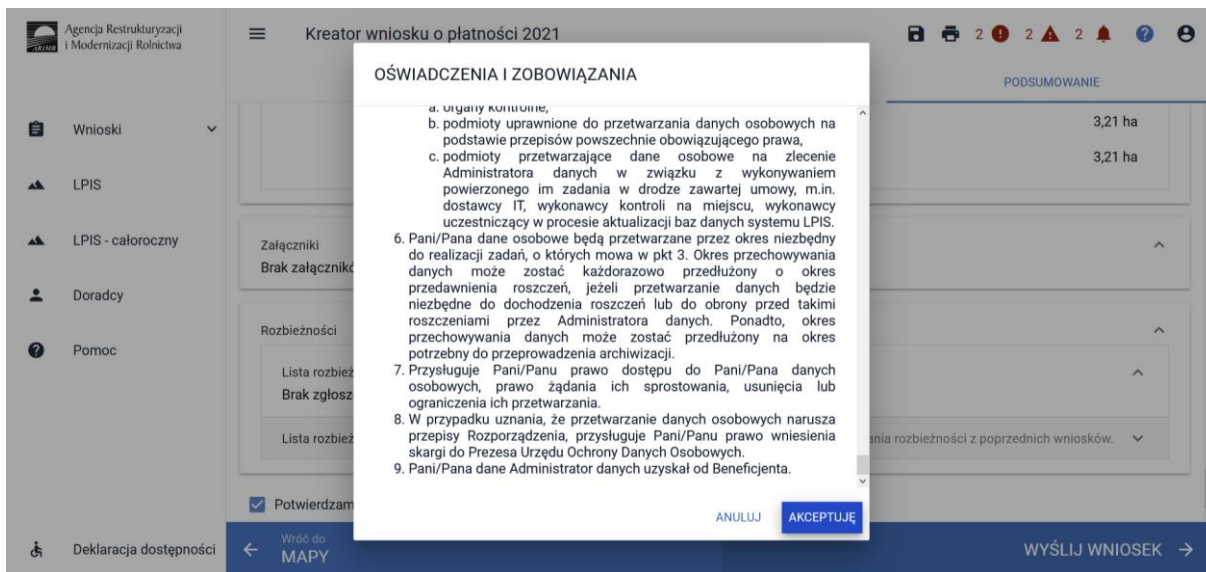 Agencja Restrukturyzacji
i Modernizacji Rolnictwa
ARiMR
Kreator wniosku o płatności 2021
2 2 2
PODSUMOWANIE
Wnioski
LPIS
LPIS - całoroczny
Doradcy
Pomoc
Deklaracja dostępności
3,21 ha
3,21 ha
Załączniki
Brak
Rozbieżności
Lista
Brak
Lista
ania rozbieżności z poprzednich wniosków.
Potwierdzam
OŚWIADCZENIA I ZOBOWIĄZANIA
a. organy kontrolne,
b. podmioty uprawnione do przetwarzania danych osobowych na
podstawie przepisów powszechnie obowiązującego prawa,
c. podmioty przetwarzające dane osobowe na zlecenie
Administratora danych w związku z wykonywaniem
powierzonego im zadania w drodze zawartej umowy, m.in.
dostawcy IT, wykonawcy kontroli na miejscu, wykonawcy
uczestniczący w procesie aktualizacji baz danych systemu LPIS.
6. Pani/Pana dane osobowe będą przetwarzane przez okres niezbędny
do realizacji zadań, o których mowa w pkt 3. Okres przechowywania
danych może zostać każdorazowo przedłużony o okres
przedawnienia roszczeń, jeżeli przetwarzanie danych będzie
niezbędne do dochodzenia roszczeń lub do obrony przed takimi
roszczeniami przez Administratora danych. Ponadto, okres
przechowywania danych może zostać przedłużony na okres
potrzebny do przeprowadzenia archiwizacji.
7. Przysługuje Pani/Panu prawo dostępu do Pani/Pana danych
osobowych, prawo żądania ich sprostowania, usunięcia lub
ograniczenia ich przetwarzania.
8. W przypadku uznania, że przetwarzanie danych osobowych narusza
przepisy Rozporządzenia, przysługuje Pani/Panu prawo wniesienia
skargi do Prezesa Urzędu Ochrony Danych Osobowych.
9. Pani/Pana dane Administrator danych uzyskał od Beneficjenta.
ANULUJ AKCEPTUJĘ
Wróć do
MAPY
WYŚLIJ WNIOSEK